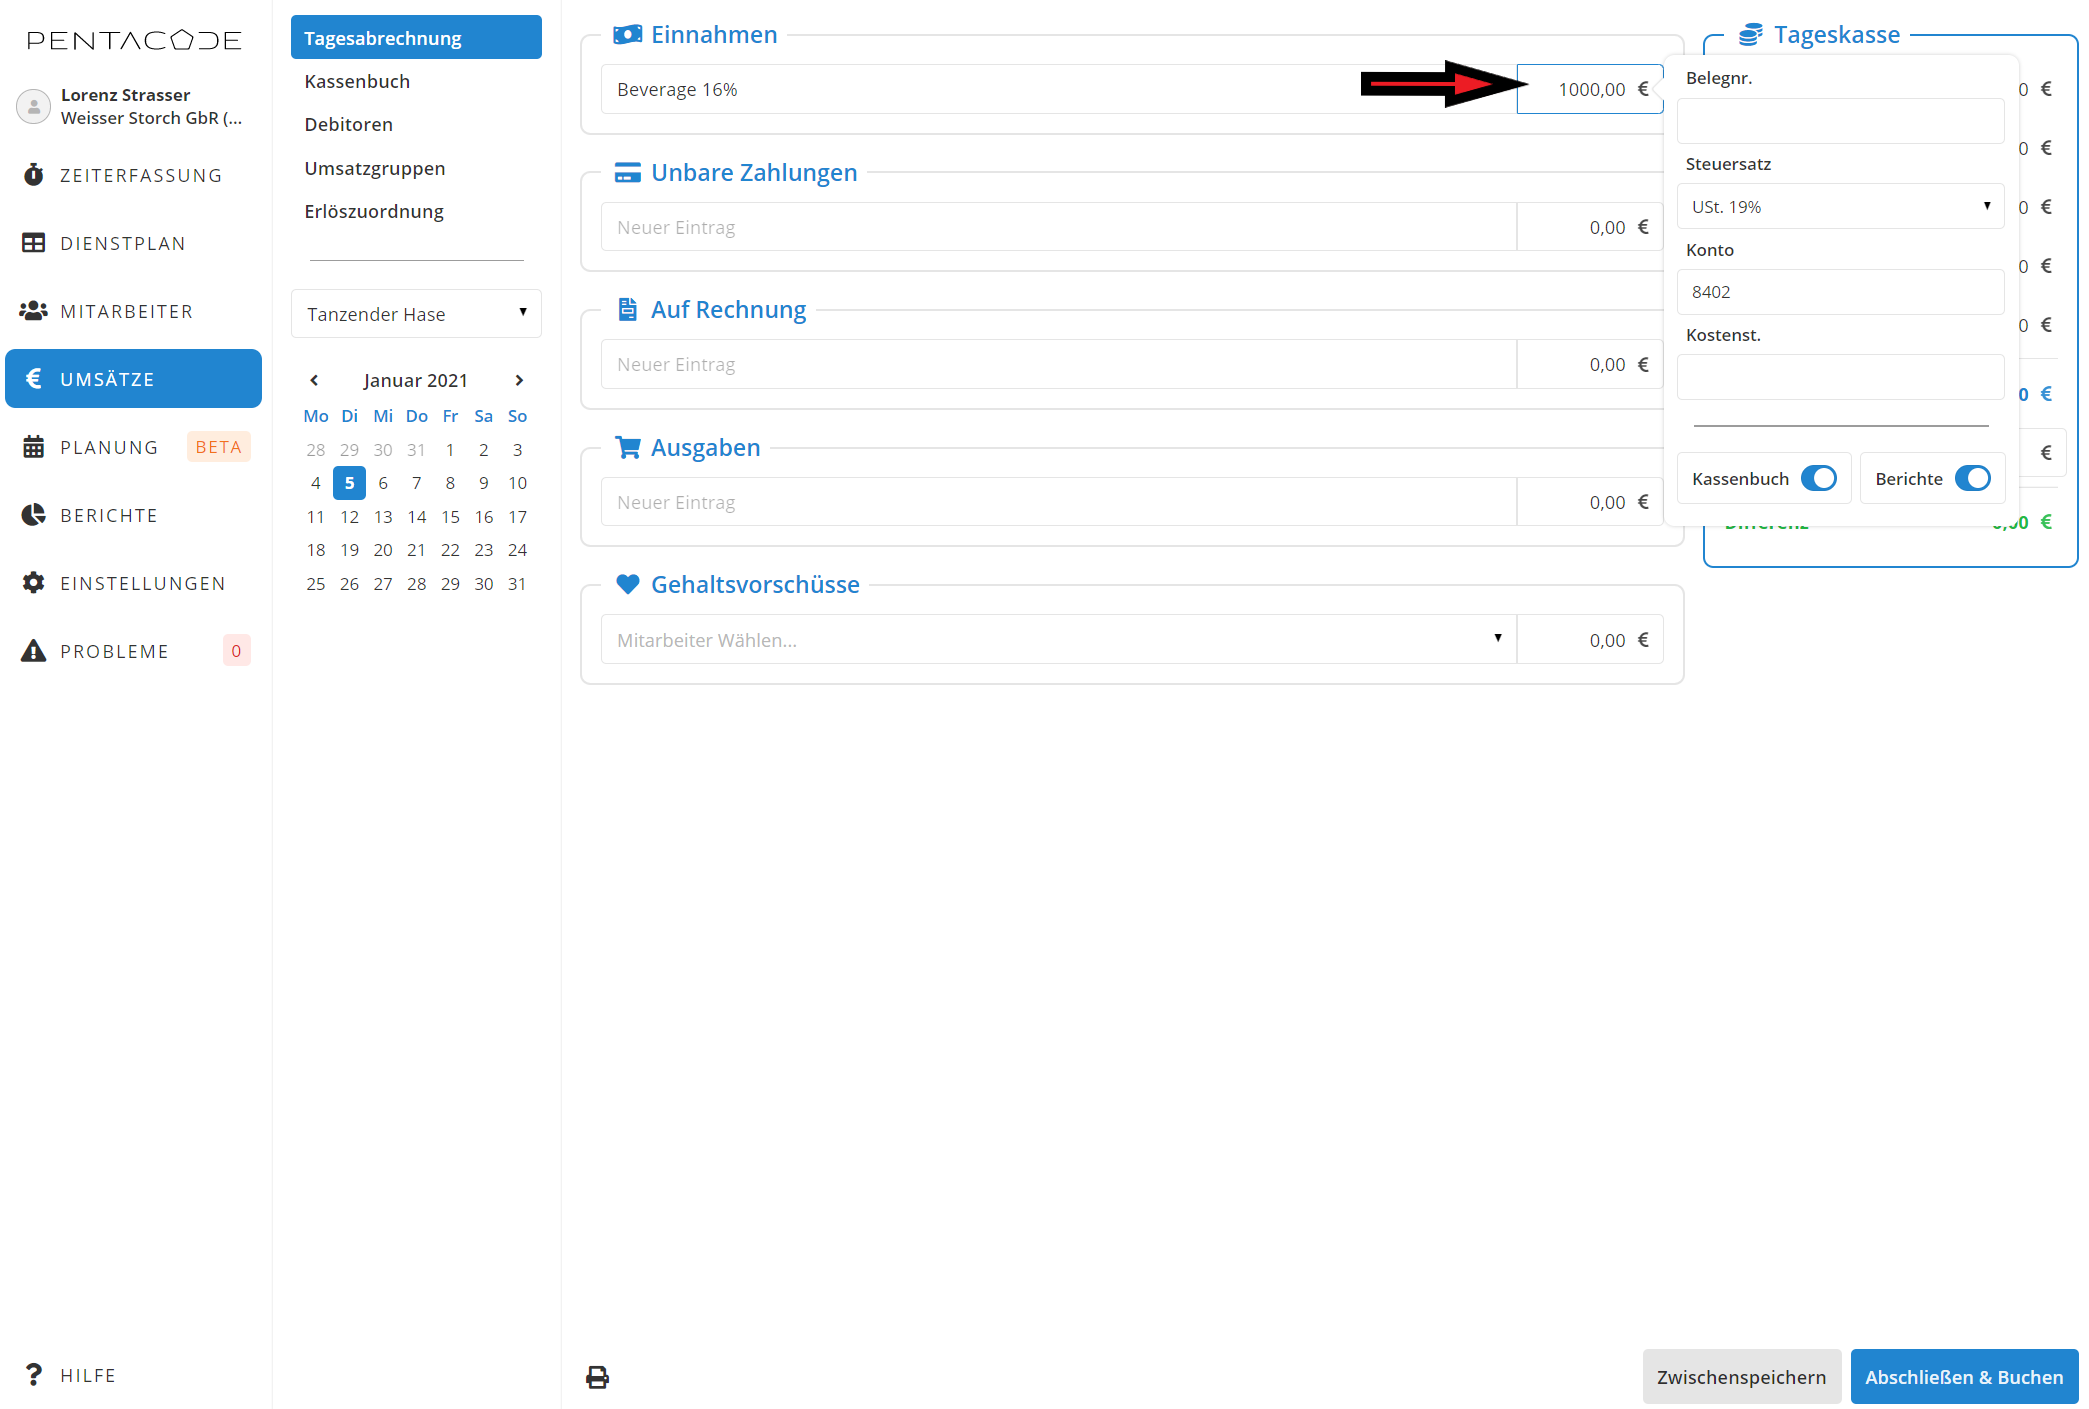 PENTACODE
Lorenz Strasser
Weisser Storch GbR (...
ZEITERFASSUNG
DIENSTPLAN
MITARBEITER
UMSÄTZE
PLANUNG BETA
BERICHTE
EINSTELLUNGEN
PROBLEME 0
HILFE
Tagesabrechnung
Kassenbuch
Debitoren
Umsatzgruppen
Erlöszuordnung
Tanzender Hase
Januar 2021
Mo Di Mi Do Fr Sa So
28 29 30 31 1 2 3
4 5 6 7 8 9 10
11 12 13 14 15 16 17
18 19 20 21 22 23 24
25 26 27 28 29 30 31
Einnahmen
Beverage 16% 1000,00 €
Unbare Zahlungen
Neuer Eintrag 0,00 €
Auf Rechnung
Neuer Eintrag 0,00 €
Ausgaben
Neuer Eintrag 0,00 €
Gehaltsvorschüsse
Mitarbeiter Wählen... 0,00 €
Tageskasse
Belegnr.
Steuersatz
USt. 19%
Konto
8402
Kostenst.
Kassenbuch
Berichte
0 €
0 €
0 €
0 €
0 €
0 €
€
Differenz 0,00 €
Zwischenspeichern
Abschließen & Buchen